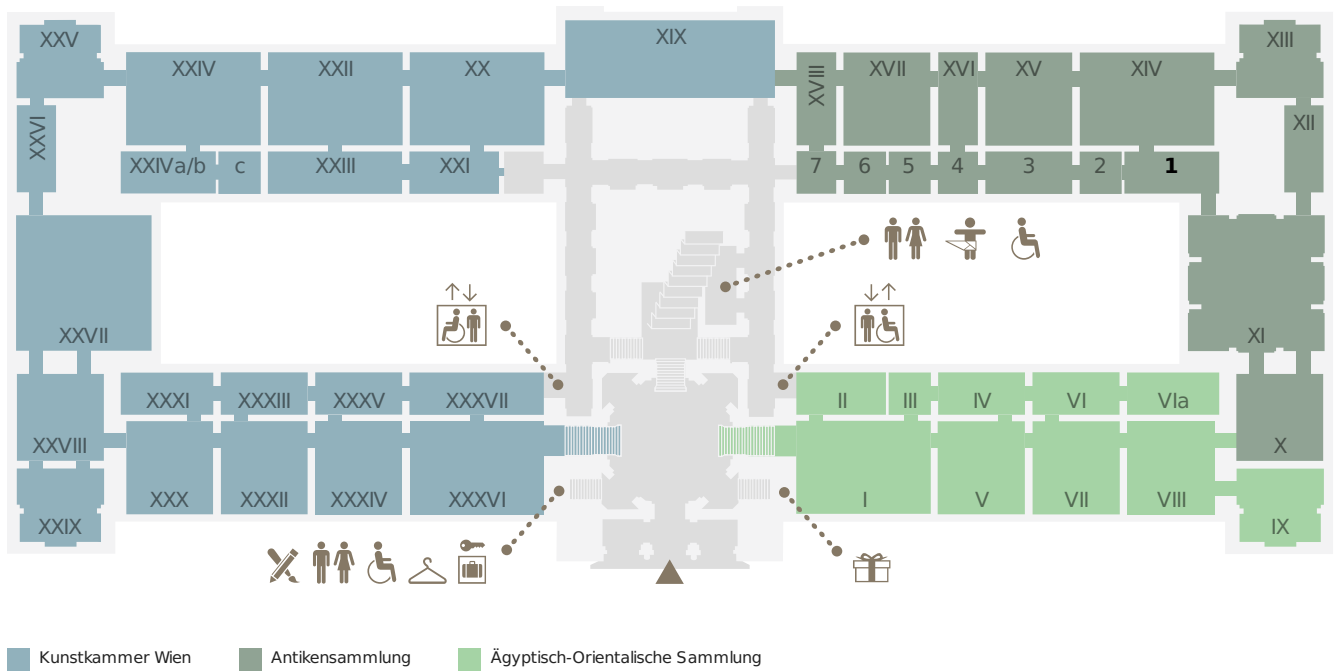 XXV XIX XIII
XXIV XXII XX XVIII XVII XVI XV XIV
XXVI XII
XXIVa/b c XXIII XXI 7 6 5 4 3 2 1
XXVII XI
XXXI XXXIII XXXV XXXVII II III IV VI VIa
XXVIII X
XXX XXXII XXXIV XXXVI I V VII VIII
XXIX IX
Kunstkammer Wien Antikensammlung Ägyptisch-Orientalische Sammlung